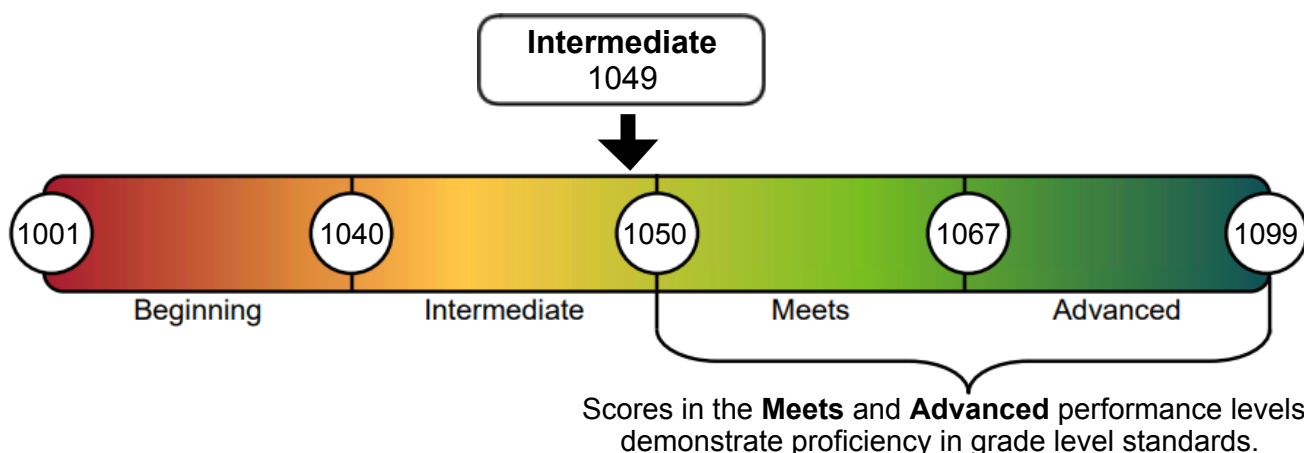 Intermediate
1049
1001
1040
1050
1067
1099
Beginning
Intermediate
Meets
Advanced
Scores in the Meets and Advanced performance levels
demonstrate proficiency in grade level standards.